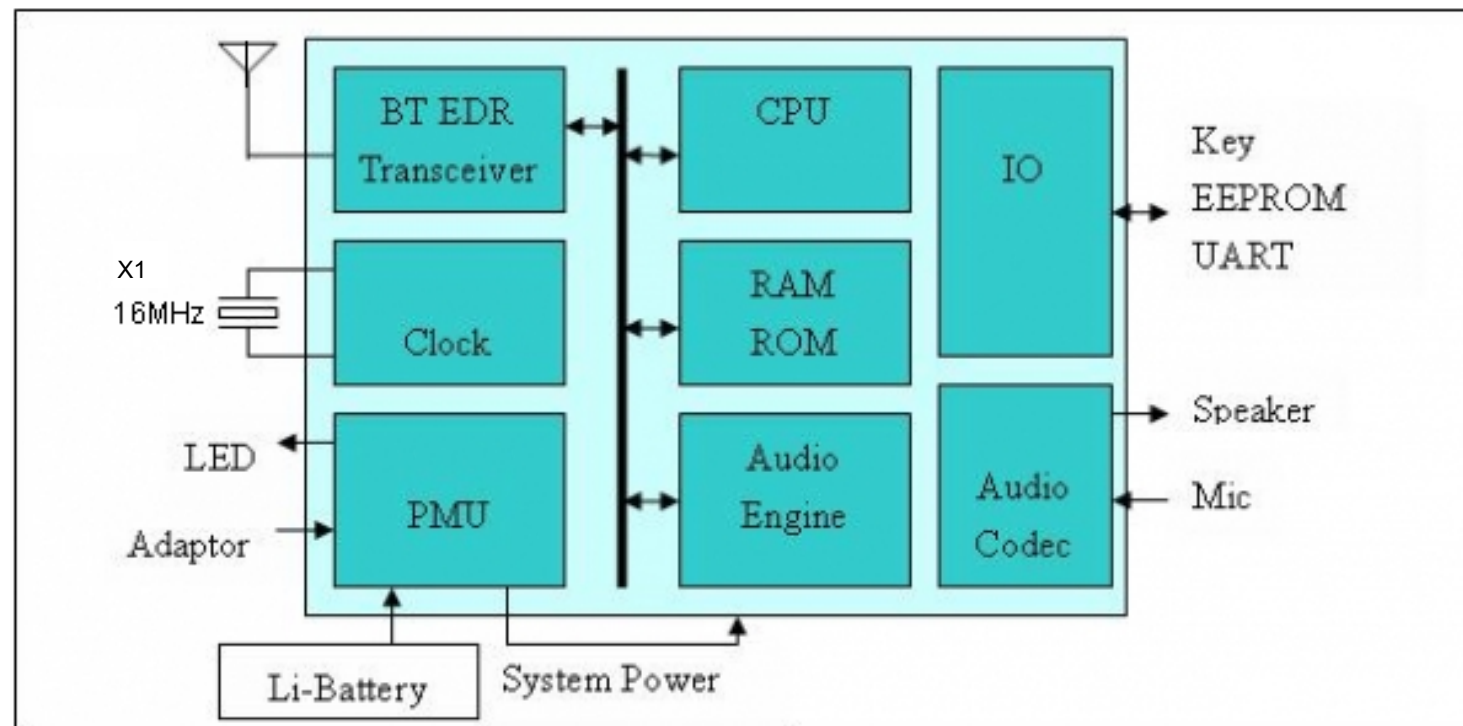 BT EDR
Transceiver
CPU
IO
Key
EEPROM
UART
X1
16MHz
Clock
RAM
ROM
LED
Adaptor
PMU
Audio
Engine
Audio
Codec
Speaker
Mic
Li-Battery
System Power